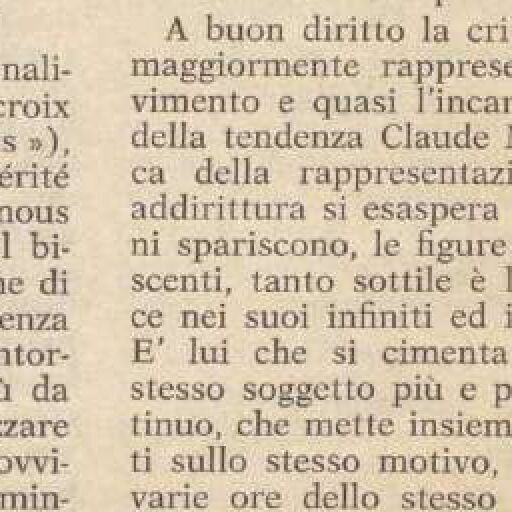 nali-
croix
s »),
érité
nous
l bi-
ne di
enza
ntor-
ù da
zzare
ovvi-
min-
A buon diritto la cri
maggiormente rapprese
vimento e quasi l'incar
della tendenza Claude
ca della rappresentazi
addirittura si esaspera
ni spariscono, le figure
scenti, tanto sottile è l
ce nei suoi infiniti ed i
E' lui che si cimenta
stesso soggetto più e p
tinuo, che mette insiem
ti sullo stesso motivo,
varie ore dello stesso